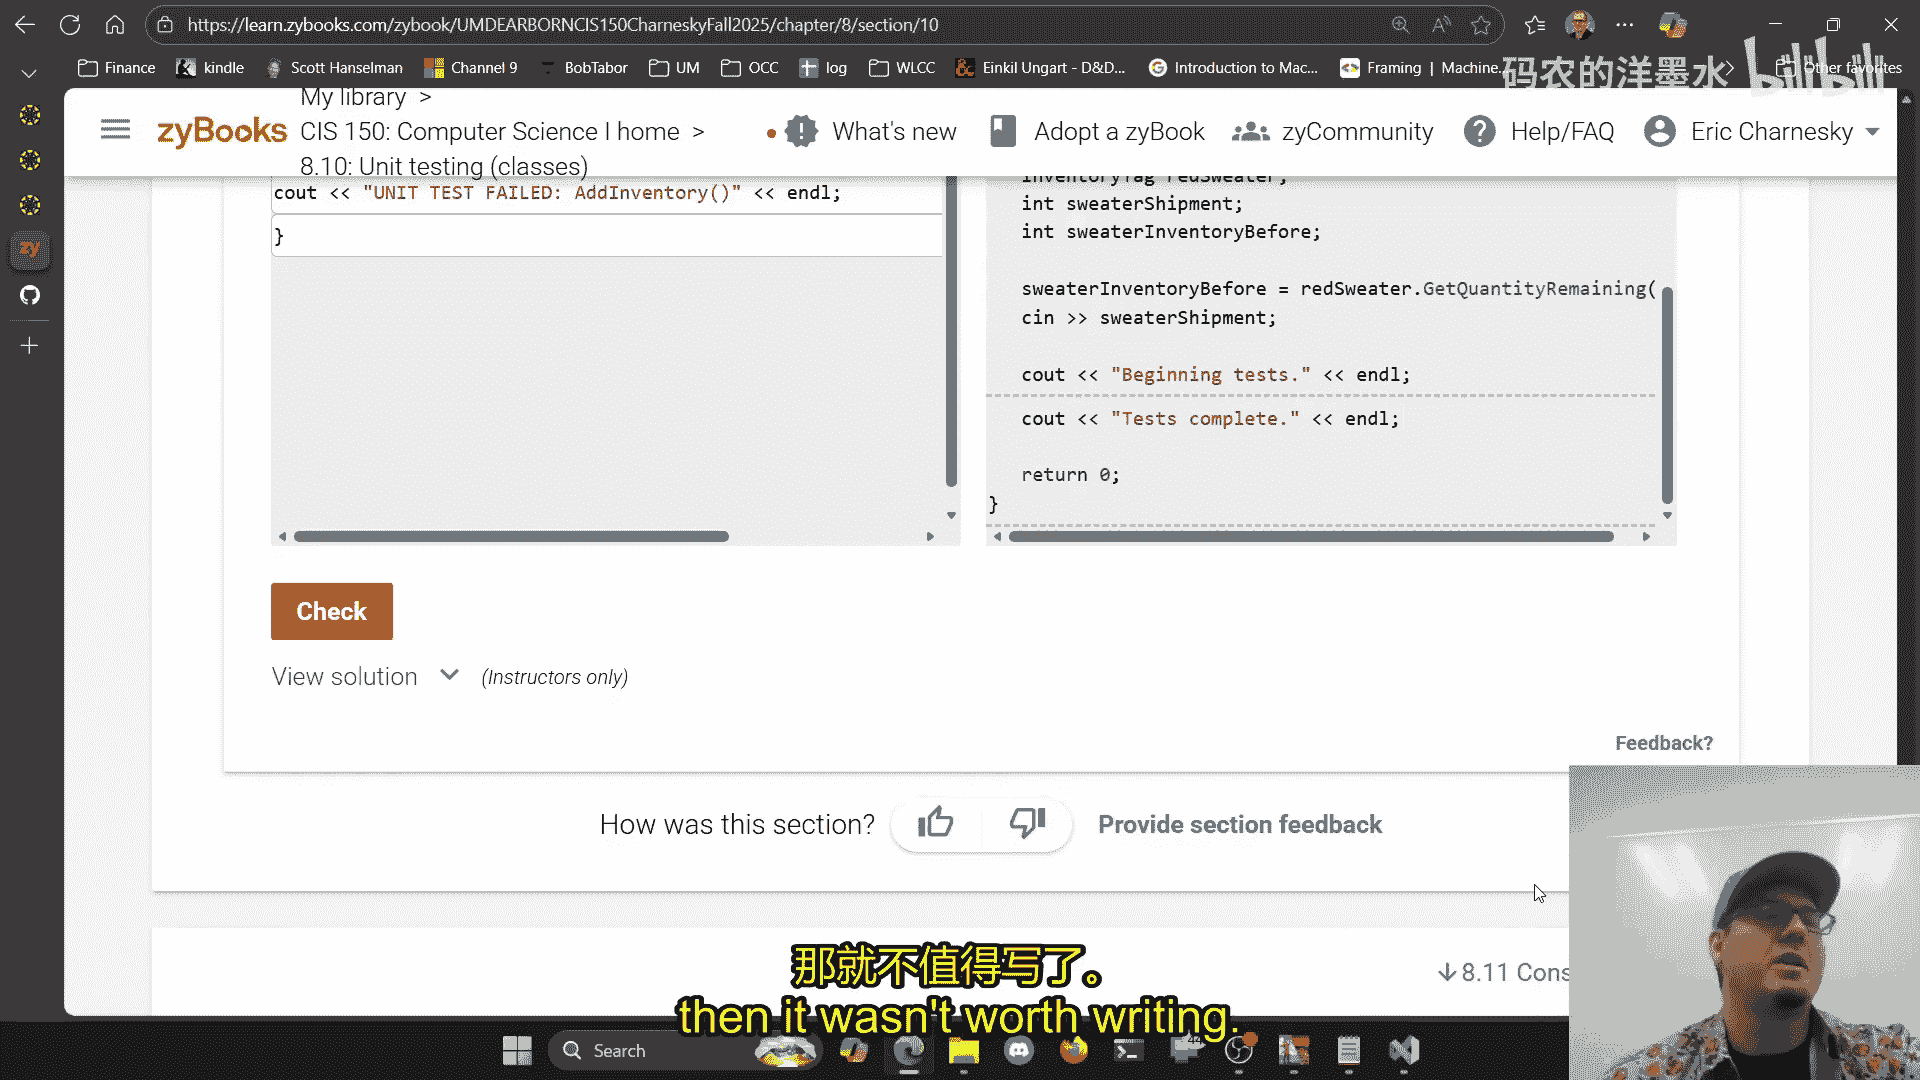 https://learn.zybooks.com/zybook/UMDEARBORNCIS150CharneskyFall2025/chapter/8/section/10
Finance
kindle
Scott Hanselman
Channel 9
BobTabor
UM
OCC
log
WLCC
Einkil Ungart - D&D...
Introduction to Mac...
Framing | Machine...
Other favorites
码农的洋墨水
bilibili
My library >
zyBooks
CIS 150: Computer Science I home >
8.10: Unit testing (classes)
What's new
Adopt a zyBook
zyCommunity
Help/FAQ
Eric Charnesky
cout << "UNIT TEST FAILED: AddInventory()" << endl;
}
InventoryTag redSweater;
int sweaterShipment;
int sweaterInventoryBefore;
sweaterInventoryBefore = redSweater.GetQuantityRemaining(
cin >> sweaterShipment;
cout << "Beginning tests." << endl;
cout << "Tests complete." << endl;
return 0;
}
Check
View solution
(Instructors only)
Feedback?
How was this section?
Provide section feedback
8.11 Cons
那就不值得写了。
then it wasn't worth writing.
Search